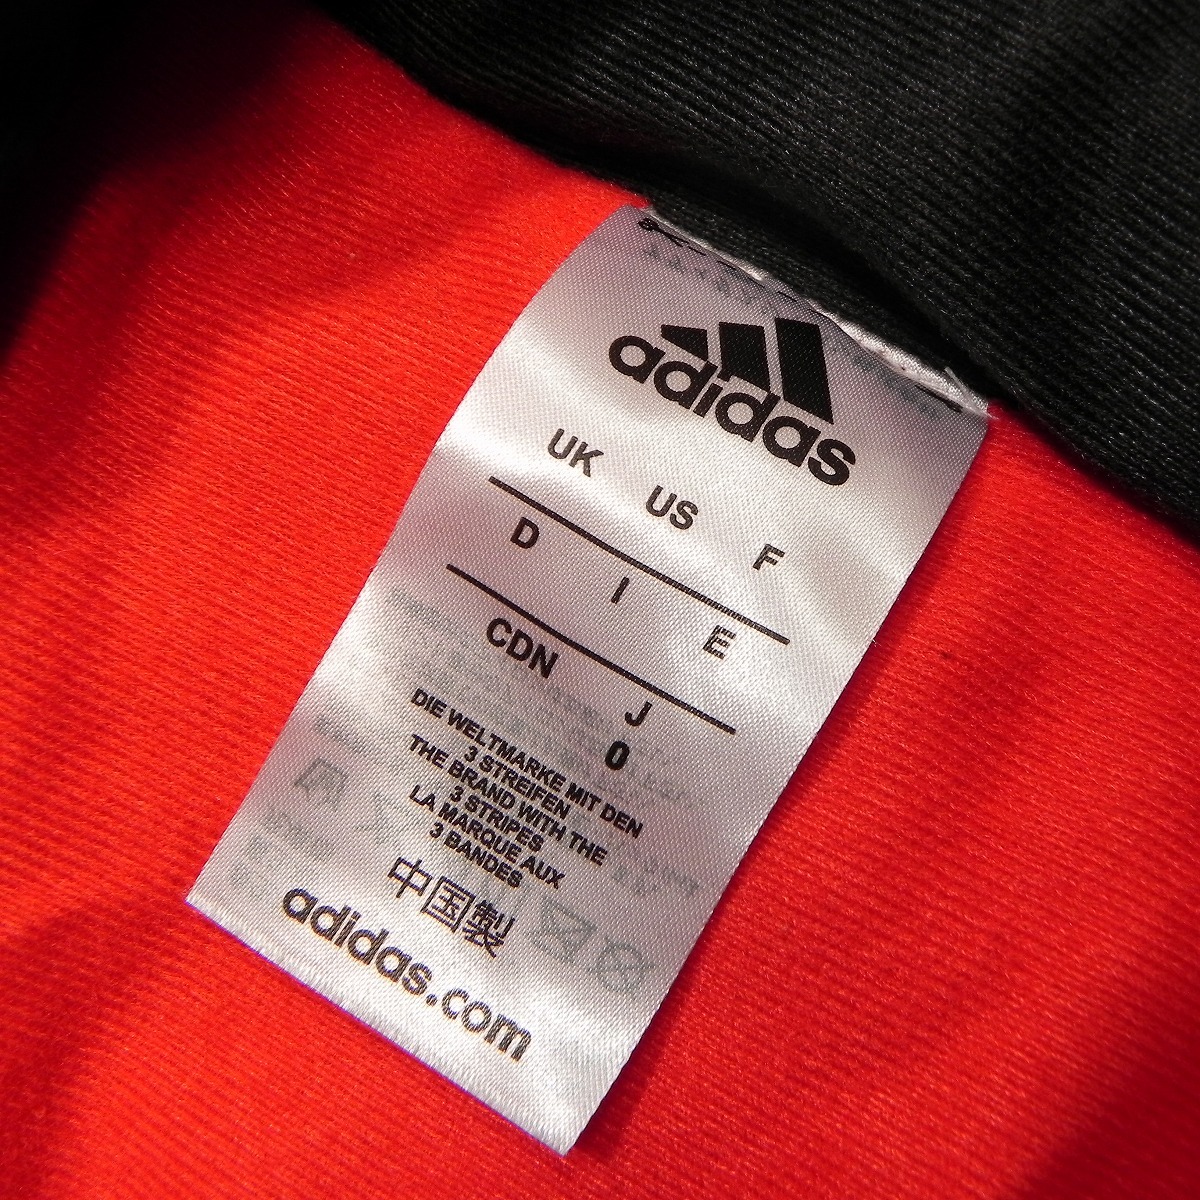 adidas
UK US F
D I E
CDN J
O
DIE WELTMARKE MIT DEN
3 STREIFEN
THE BRAND WITH THE
3 STRIPES
LA MARQUE AUX
3 BANDES
中国製
adidas.com